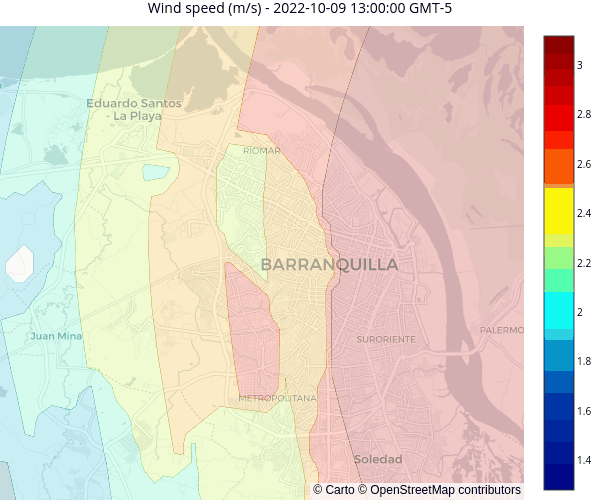 Wind speed (m/s) - 2022-10-09 13:00:00 GMT-5
Eduardo Santos
- La Playa
RIOMAR
BARRANQUILLA
Juan Mina
SURORIENTE
PALERMO
METROPOLITANA
Soledad
© Carto © OpenStreetMap contributors
3
2.8
2.6
2.4
2.2
2
1.8
1.6
1.4